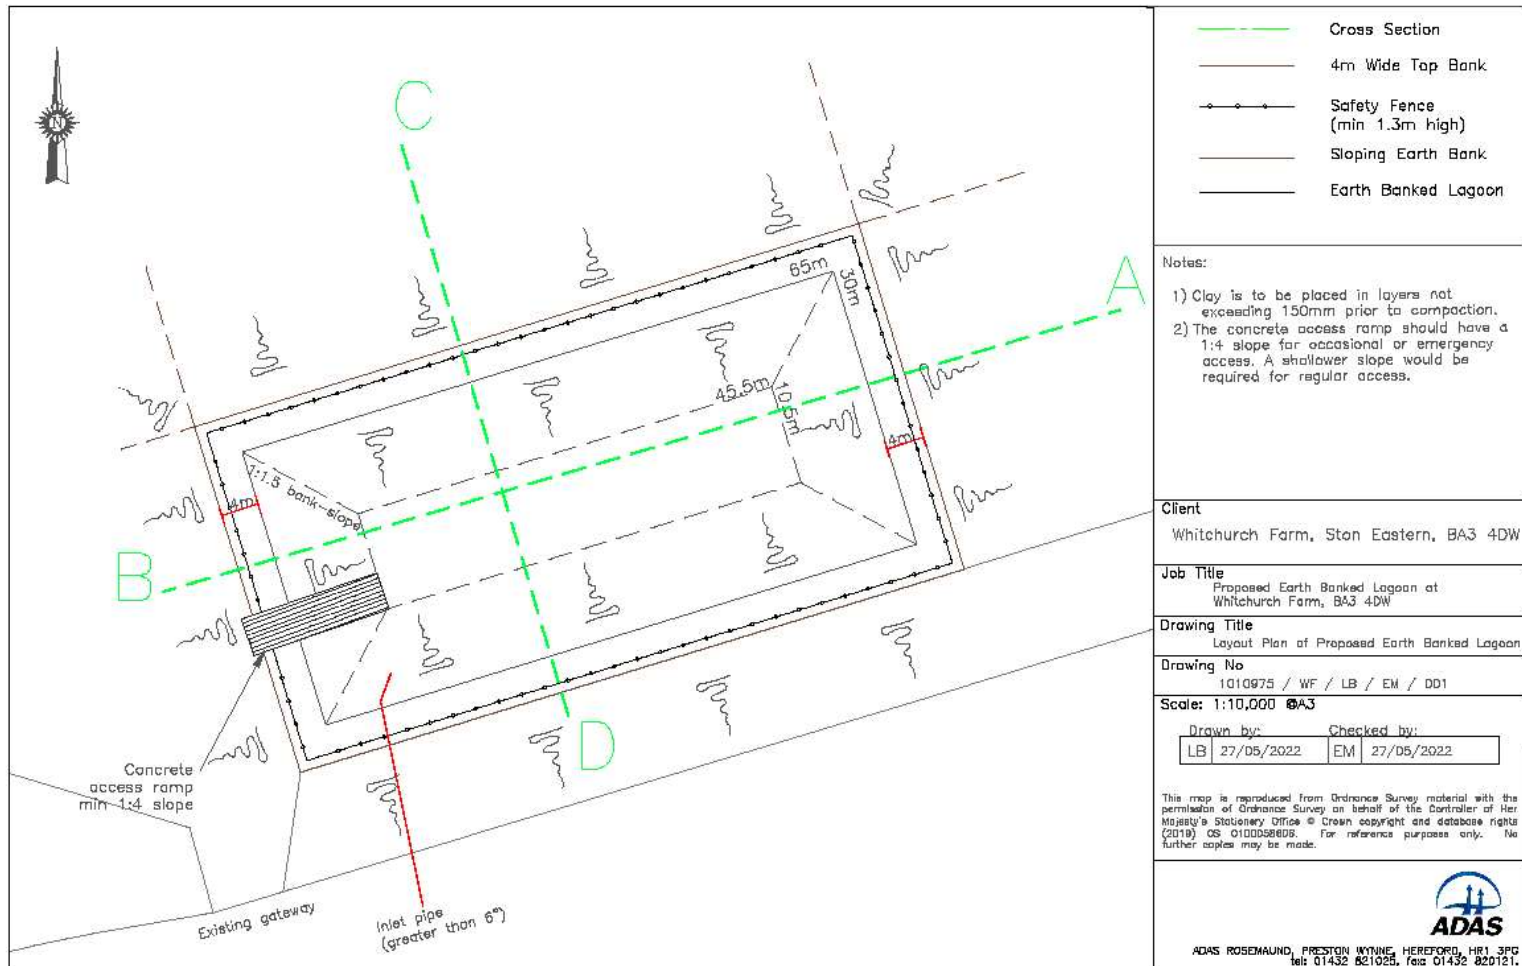 N
C
A
B
D
65m
30m
45.5m
10.5m
4m
4m
1:1.5 bank-slope
Concrete
access ramp
min 1:4 slope
Existing gateway
Inlet pipe
(greater than 6")
Cross Section
4m Wide Top Bank
Safety Fence
(min 1.3m high)
Sloping Earth Bank
Earth Banked Lagoon
Notes:
1) Clay is to be placed in layers not
exceeding 150mm prior to compaction.
2) The concrete access ramp should have a
1:4 slope for occasional or emergency
access. A shallower slope would be
required for regular access.
Client
Whitchurch Farm, Ston Eastern, BA3 4DW
Job Title
Proposed Earth Banked Lagoon at
Whitchurch Farm, BA3 4DW
Drawing Title
Layout Plan of Proposed Earth Banked Lagoon
Drawing No
1010975 / WF / LB / EM / 001
Scale: 1:10,000 @A3
Drawn by: Checked by:
LB 27/05/2022 EM 27/05/2022
This map is reproduced from Ordnance Survey material with the
permission of Ordnance Survey on behalf of the Controller of Her
Majesty's Stationery Office © Crown copyright and database rights
(2019) OS 0100058606. For reference purposes only. No
further copies may be made.
ADAS
ADAS ROSEMAUND, PRESTON WYNNE, HEREFORD, HR1 3PG
tel: 01432 821025, fax: 01432 820121.